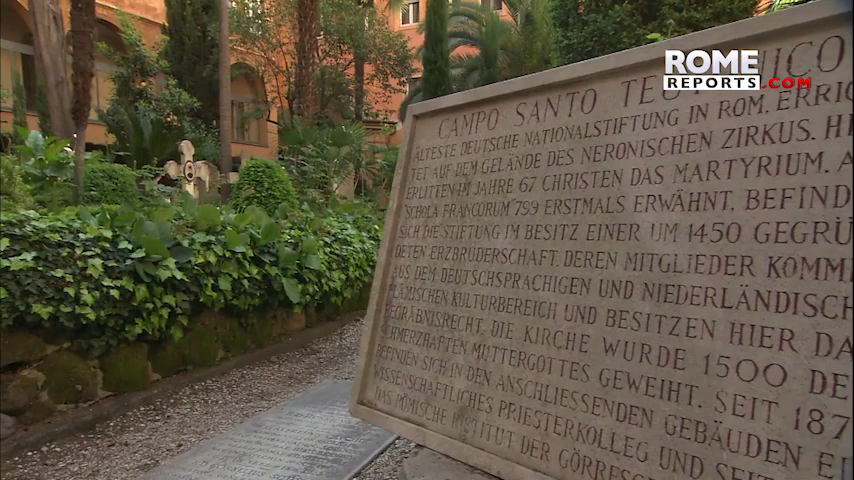 ROME
REPORTS.COM
CAMPO SANTO TEUTONICO
ÄLTESTE DEUTSCHE NATIONALSTIFTUNG IN ROM. ERRIC
TET AUF DEM GELÄNDE DES NERONISCHEN ZIRKUS. HI
ERLITTEN IM JAHRE 67 CHRISTEN DAS MARTYRIUM. A
SCHOLA FRANCORUM 799 ERSTMALS ERWÄHNT, BEFIND
SICH DIE STIFTUNG IM BESITZ EINER UM 1450 GEGRÜ
DETEN ERZBRUDERSCHAFT. DEREN MITGLIEDER KOMME
AUS DEM DEUTSCHSPRACHIGEN UND NIEDERLÄNDISCH
FLÄMISCHEN KULTURBEREICH UND BESITZEN HIER DA
BEGRÄBNISRECHT. DIE KIRCHE WURDE 1500 DE
SCHMERZHAFTEN MUTTERGOTTES GEWEIHT. SEIT 187
BEFINDEN SICH IN DEN ANSCHLIESSENDEN GEBÄUDEN EI
WISSENSCHAFTLICHES PRIESTERKOLLEG UND SEIT
DAS RÖMISCHE INSTITUT DER GÖRRESGE